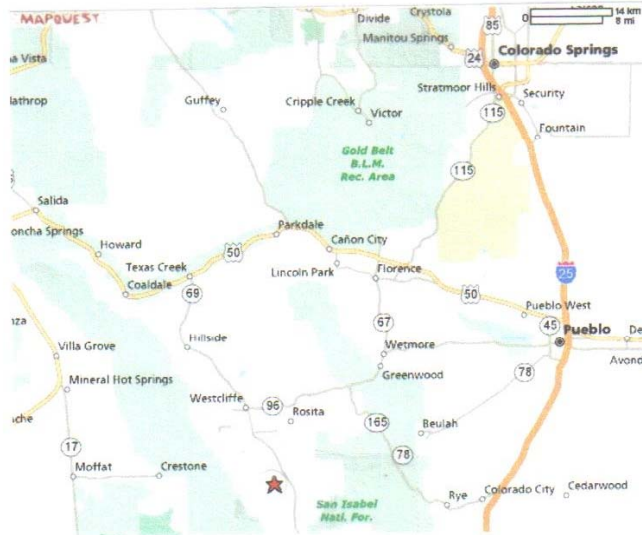 MAPQUEST
14 km
0
8 mi
Divide
Crystola
85
Manitou Springs
24
Colorado Springs
a Vista
Stratmoor Hills
Security
athrop
Guffey
Cripple Creek
Victor
115
Fountain
Gold Belt
B.L.M.
Rec. Area
115
Salida
oncha Springs
Parkdale
Cañon City
Howard
50
Texas Creek
Lincoln Park
Florence
25
Coaldale
69
50
Pueblo West
nza
67
45
Pueblo
De
Hillside
Wetmore
Avond
Villa Grove
Greenwood
78
Mineral Hot Springs
Westcliffe
96
Rosita
165
Beulah
iche
17
78
Moffat
Crestone
Rye
Colorado City
Cedarwood
San Isabel
Natl. For.